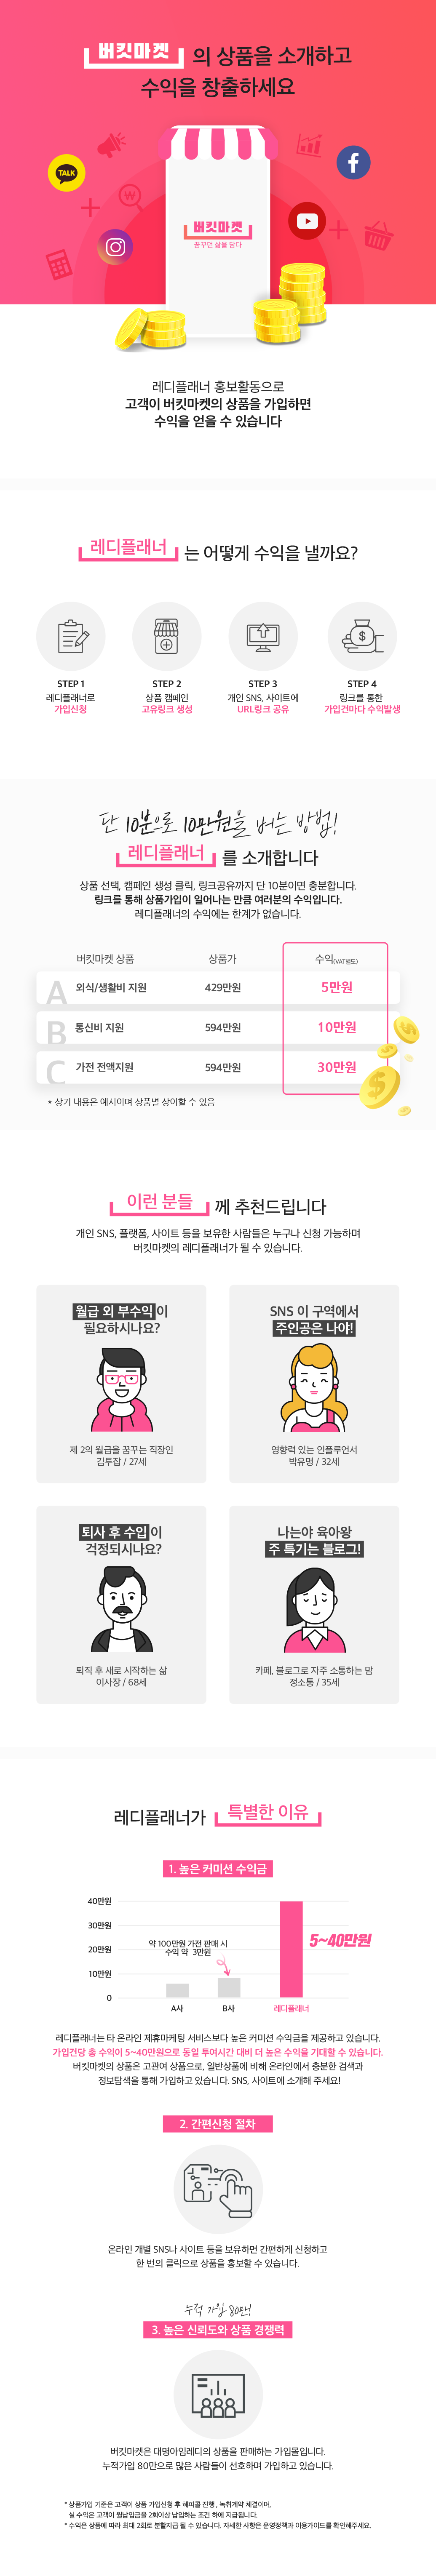 버킷마켓 의 상품을 소개하고
수익을 창출하세요
TALK
버킷마켓
꿈꾸던 삶을 담다
레디플래너 홍보활동으로
고객이 버킷마켓의 상품을 가입하면
수익을 얻을 수 있습니다
레디플래너 는 어떻게 수익을 낼까요?
STEP 1
레디플래너로
가입신청
STEP 2
상품 캠페인
고유링크 생성
STEP 3
개인 SNS, 사이트에
URL링크 공유
STEP 4
링크를 통한
가입건마다 수익발생
단 10분으로 10만원을 버는 방법!
레디플래너 를 소개합니다
상품 선택, 캠페인 생성 클릭, 링크공유까지 단 10분이면 충분합니다.
링크를 통해 상품가입이 일어나는 만큼 여러분의 수익입니다.
레디플래너의 수익에는 한계가 없습니다.
버킷마켓 상품 상품가 수익(VAT별도)
A 외식/생활비 지원 429만원 5만원
B 통신비 지원 594만원 10만원
C 가전 전액지원 594만원 30만원
* 상기 내용은 예시이며 상품별 상이할 수 있음
이런 분들 께 추천드립니다
개인 SNS, 플랫폼, 사이트 등을 보유한 사람들은 누구나 신청 가능하며
버킷마켓의 레디플래너가 될 수 있습니다.
월급 외 부수익이
필요하시나요?
제 2의 월급을 꿈꾸는 직장인
김투잡 / 27세
SNS 이 구역에서
주인공은 나야!
영향력 있는 인플루언서
박유명 / 32세
퇴사 후 수입이
걱정되시나요?
퇴직 후 새로 시작하는 삶
이사장 / 68세
나는야 육아왕
주 특기는 블로그!
카페, 블로그로 자주 소통하는 맘
정소통 / 35세
레디플래너가 특별한 이유
1. 높은 커미션 수익금
40만원
30만원
20만원
10만원
0
약 100만원 가전 판매 시
수익 약 3만원
5~40만원
A사 B사 레디플래너
레디플래너는 타 온라인 제휴마케팅 서비스보다 높은 커미션 수익금을 제공하고 있습니다.
가입건당 총 수익이 5~40만원으로 동일 투여시간 대비 더 높은 수익을 기대할 수 있습니다.
버킷마켓의 상품은 고관여 상품으로, 일반상품에 비해 온라인에서 충분한 검색과
정보탐색을 통해 가입하고 있습니다. SNS, 사이트에 소개해 주세요!
2. 간편신청 절차
온라인 개별 SNS나 사이트 등을 보유하면 간편하게 신청하고
한 번의 클릭으로 상품을 홍보할 수 있습니다.
누적 가입 80만!
3. 높은 신뢰도와 상품 경쟁력
버킷마켓은 대명아임레디의 상품을 판매하는 가입몰입니다.
누적가입 80만으로 많은 사람들이 선호하며 가입하고 있습니다.
* 상품가입 기준은 고객이 상품 가입신청 후 해피콜 진행, 녹취계약 체결이며,
실 수익은 고객이 월납입금을 2회이상 납입하는 조건 하에 지급됩니다.
* 수익은 상품에 따라 최대 2회로 분할지급 될 수 있습니다. 자세한 사항은 운영정책과 이용가이드를 확인해주세요.